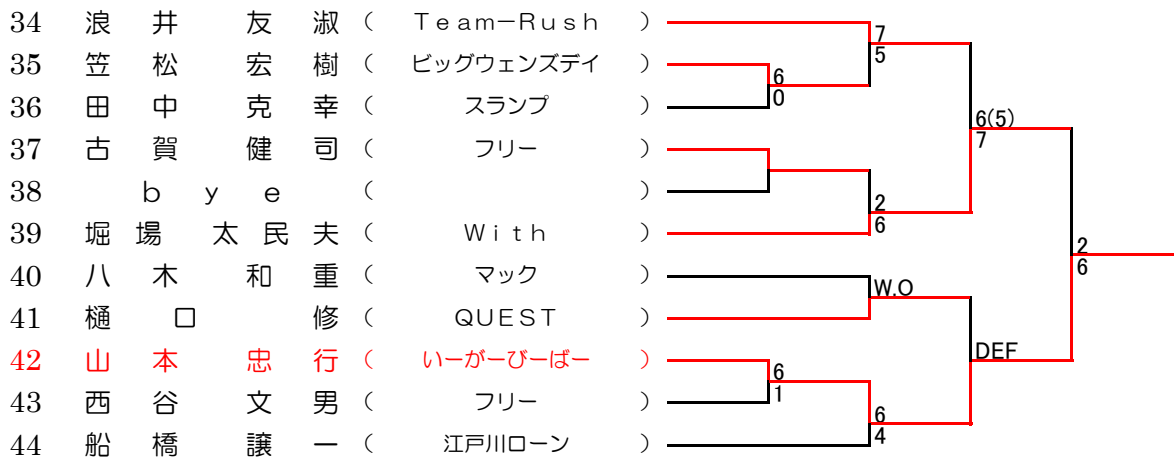 34 浪 井 友 淑 ( Team－Rush ) 7
35 笠 松 宏 樹 ( ビッグウェンズデイ ) 6 5
36 田 中 克 幸 ( スランプ ) 0 6(5)
37 古 賀 健 司 ( フリー ) 7
38 b y e ( ) 2
39 堀 場 太 民 夫 ( With ) 6 2
40 八 木 和 重 ( マック ) W.O 6
41 樋 口 修 ( QUEST )
42 山 本 忠 行 ( いーがーびーばー ) 6 DEF
43 西 谷 文 男 ( フリー ) 1 6
44 船 橋 譲 一 ( 江戸川ローン ) 4